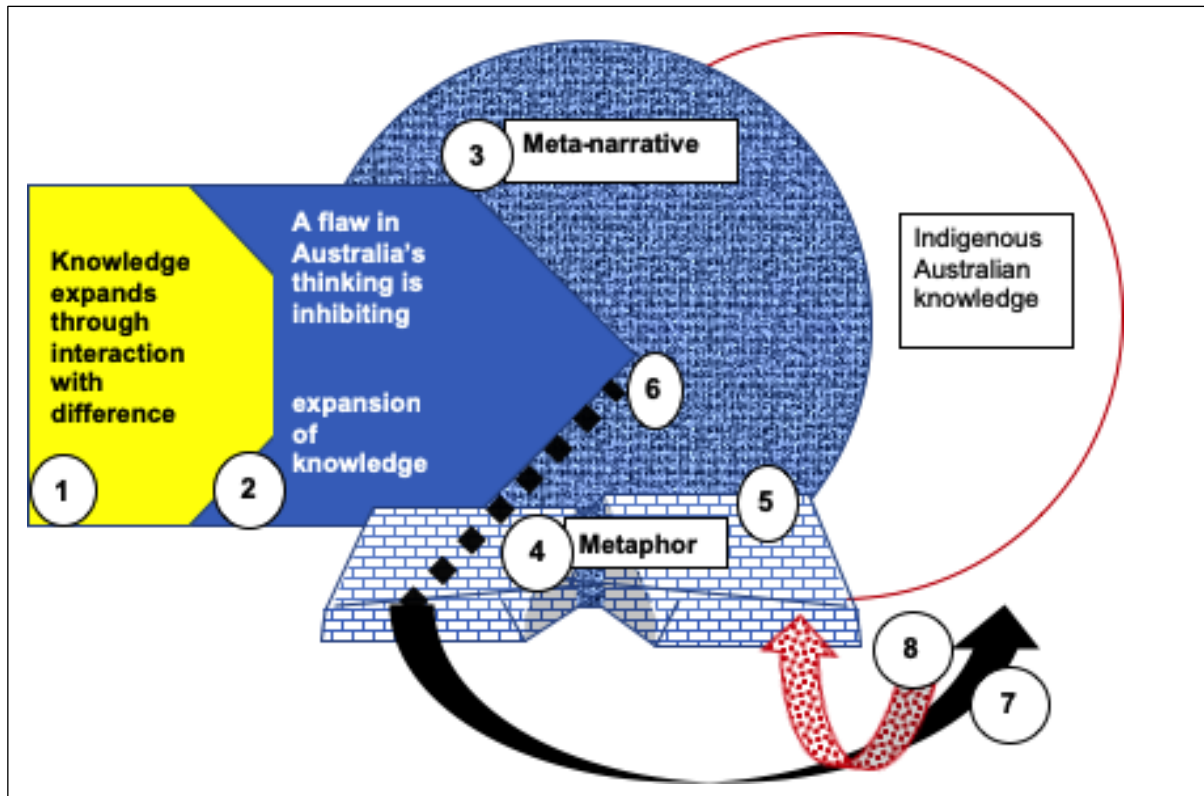 Knowledge
expands
through
interaction
with
difference
1
2
A flaw in
Australia's
thinking is
inhibiting
expansion
of
knowledge
3
Meta-narrative
4
Metaphor
5
6
Indigenous
Australian
knowledge
8
7